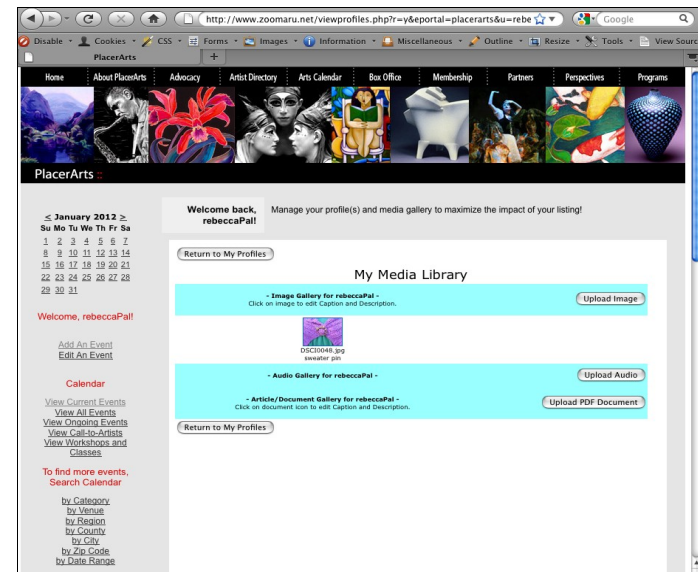 http://www.zoomaru.net/viewprofiles.php?r=y&eportal=placerarts&u=rebe
Google
Disable Cookies CSS Forms Images Information Miscellaneous Outline Resize Tools View Sourc
PlacerArts
Home About PlacerArts Advocacy Artist Directory Arts Calendar Box Office Membership Partners Perspectives Programs
PlacerArts ::
< January 2012 >
Su Mo Tu We Th Fr Sa
1 2 3 4 5 6 7
8 9 10 11 12 13 14
15 16 17 18 19 20 21
22 23 24 25 26 27 28
29 30 31
Welcome, rebeccaPal!
Add An Event
Edit An Event
Calendar
View Current Events
View All Events
View Ongoing Events
View Call-to-Artists
View Workshops and
Classes
To find more events,
Search Calendar
by Category
by Venue
by Region
by County
by City
by Zip Code
by Date Range
Welcome back,
rebeccaPal!
Manage your profile(s) and media gallery to maximize the impact of your listing!
Return to My Profiles
My Media Library
- Image Gallery for rebeccaPal -
Click on image to edit Caption and Description.
Upload Image
DSCI0048.jpg
sweater pin
- Audio Gallery for rebeccaPal -
Upload Audio
- Article/Document Gallery for rebeccaPal -
Click on document icon to edit Caption and Description.
Upload PDF Document
Return to My Profiles